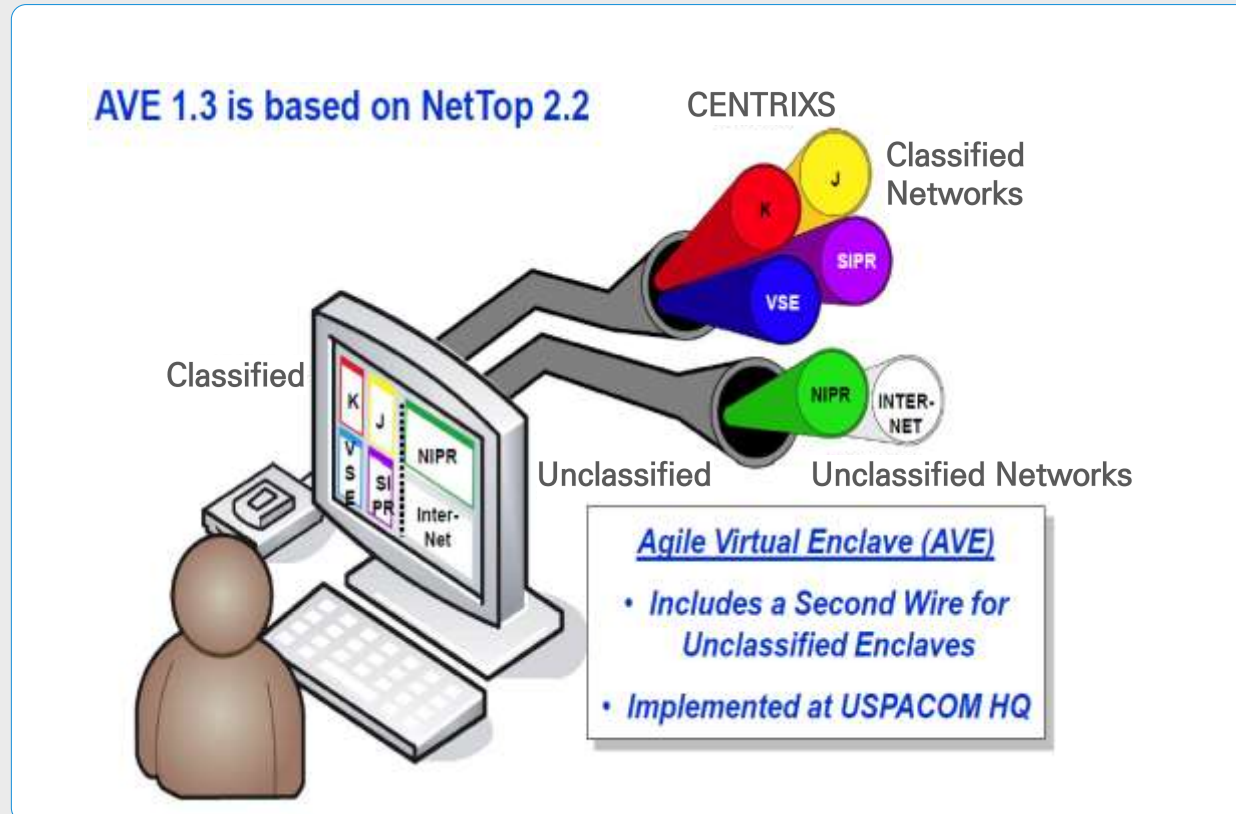 AVE 1.3 is based on NetTop 2.2
CENTRIXS
Classified
Networks
J
K
SIPR
VSE
Classified
K
J
V
S
E
SI
PR
NIPR
Inter-
Net
NIPR
INTER-
NET
Unclassified
Unclassified Networks
Agile Virtual Enclave (AVE)
• Includes a Second Wire for
Unclassified Enclaves
• Implemented at USPACOM HQ